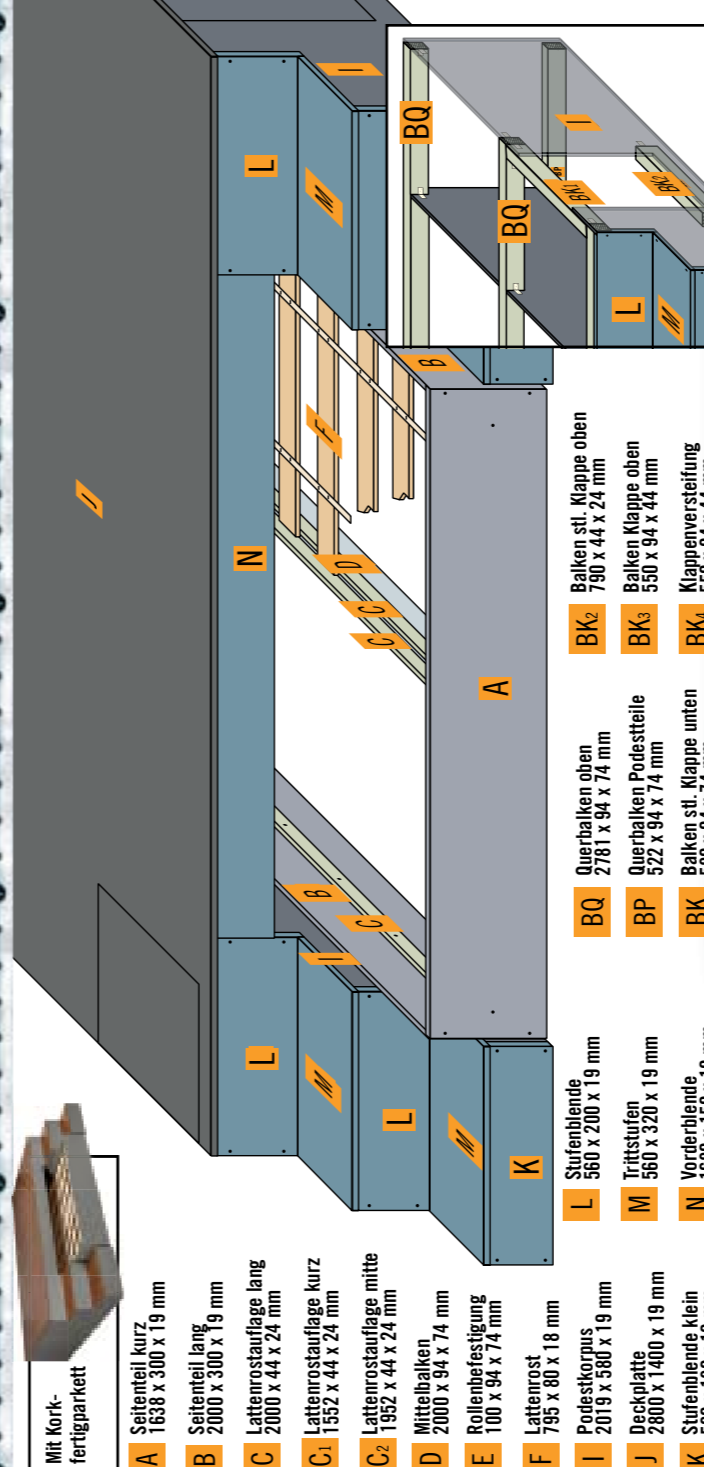 Mit Kork-
fertigparkett
J
L
M
I
N
F
B
D
C
C
B
C
I
L
M
L
M
K
A
BQ
BQ
BP
BK1
BK2
I
L
M
A Seitenteil kurz
1638 x 300 x 19 mm
B Seitenteil lang
2000 x 300 x 19 mm
C Lattenrostauflage lang
2000 x 44 x 24 mm
C1 Lattenrostauflage kurz
1552 x 44 x 24 mm
C2 Lattenrostauflage mitte
1952 x 44 x 24 mm
D Mittelbalken
2000 x 94 x 74 mm
E Rollenbefestigung
100 x 94 x 74 mm
F Lattenrost
795 x 80 x 18 mm
I Podestkorpus
2019 x 580 x 19 mm
J Deckplatte
2800 x 1400 x 19 mm
K Stufenblende klein
L Stufenblende
560 x 200 x 19 mm
M Trittstufen
560 x 320 x 19 mm
N Vorderblende
BQ Querbalken oben
2781 x 94 x 74 mm
BP Querbalken Podestteile
522 x 94 x 74 mm
BK Balken stl. Klappe unten
BK2 Balken stl. Klappe oben
790 x 44 x 24 mm
BK3 Balken Klappe oben
550 x 94 x 44 mm
BK4 Klappenversteifung